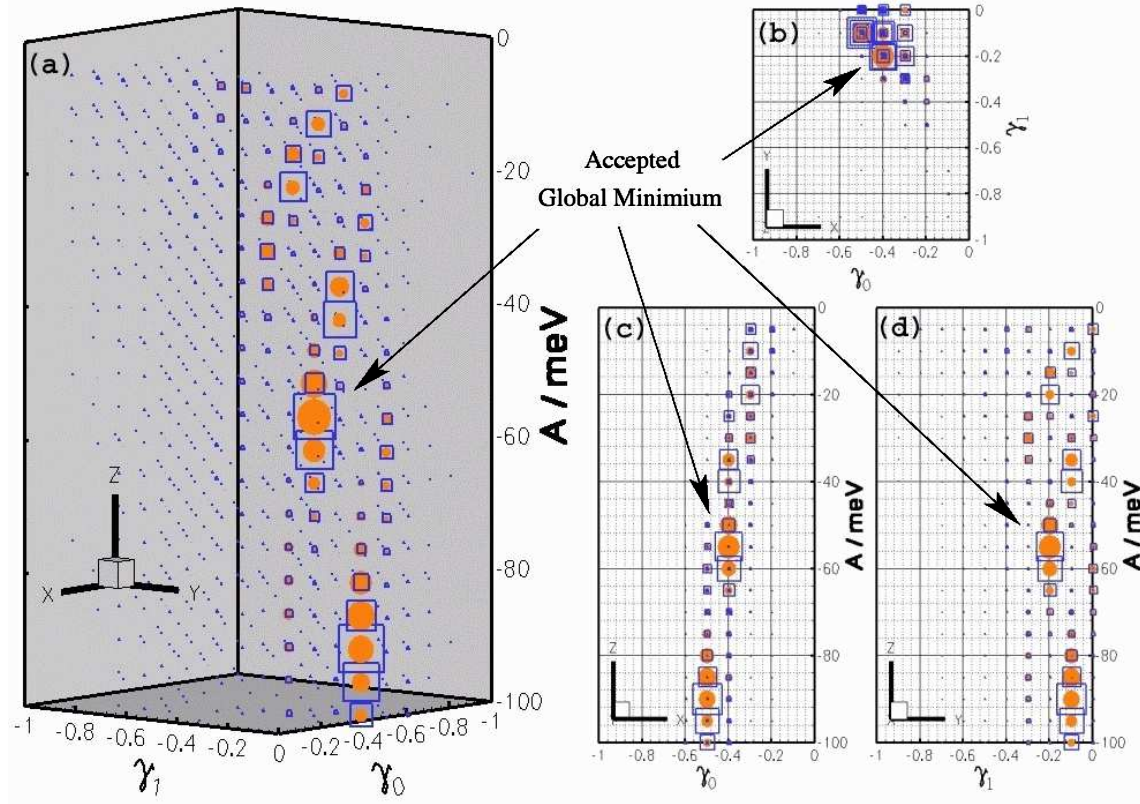 (a)
0
-20
-40
-60
-80
-100
A / meV
Z
X
Y
-1 -0.8 -0.6 -0.4 -0.2 0 -0.2 -0.4 -0.6 -0.8 -1
γ1
γ0
Accepted
Global Minimium
(b)
0
-0.2
-0.4
-0.6
-0.8
-1
γ1
Y
X
-1 -0.8 -0.6 -0.4 -0.2 0
γ0
(c)
0
-20
-40
-60
-80
-100
A / meV
Z
X
-1 -0.8 -0.6 -0.4 -0.2 0
γ0
(d)
0
-20
-40
-60
-80
-100
A / meV
Z
Y
-1 -0.8 -0.6 -0.4 -0.2 0
γ1